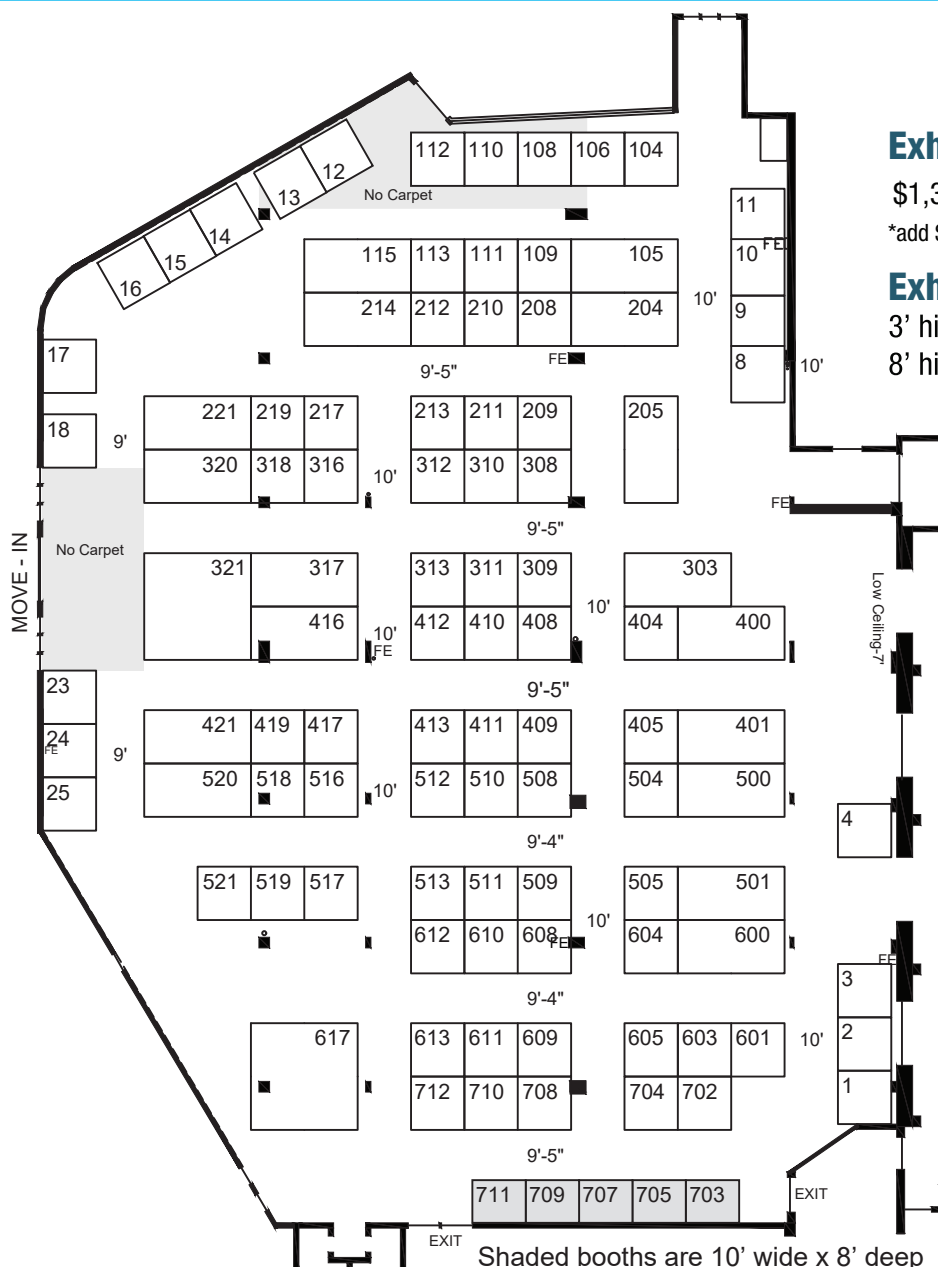 112 110 108 106 104
Exh
$1,3
*add $
Exh
3’ hi
8’ hi
12
13
14
15
16
No Carpet
11
FE
10
9
8
10'
10'
115 113 111 109 105
214 212 210 208 204
FE
9'-5"
17
18
9'
221 219 217 213 211 209 205
320 318 316 312 310 308
10'
FE
9'-5"
MOVE - IN
No Carpet
321 317 313 311 309 303
10'
416 412 410 408 404 400
10'
FE
Low Ceiling-7'
9'-5"
23
24
FE
25
9'
421 419 417 413 411 409 405 401
520 518 516 512 510 508 504 500
10'
4
9'-4"
521 519 517 513 511 509 505 501
10'
612 610 608 604 600
FE
FE
9'-4"
3
2
1
10'
617 613 611 609 605 603 601
712 710 708 704 702
9'-5"
711 709 707 705 703
EXIT
EXIT
Shaded booths are 10’ wide x 8’ deep